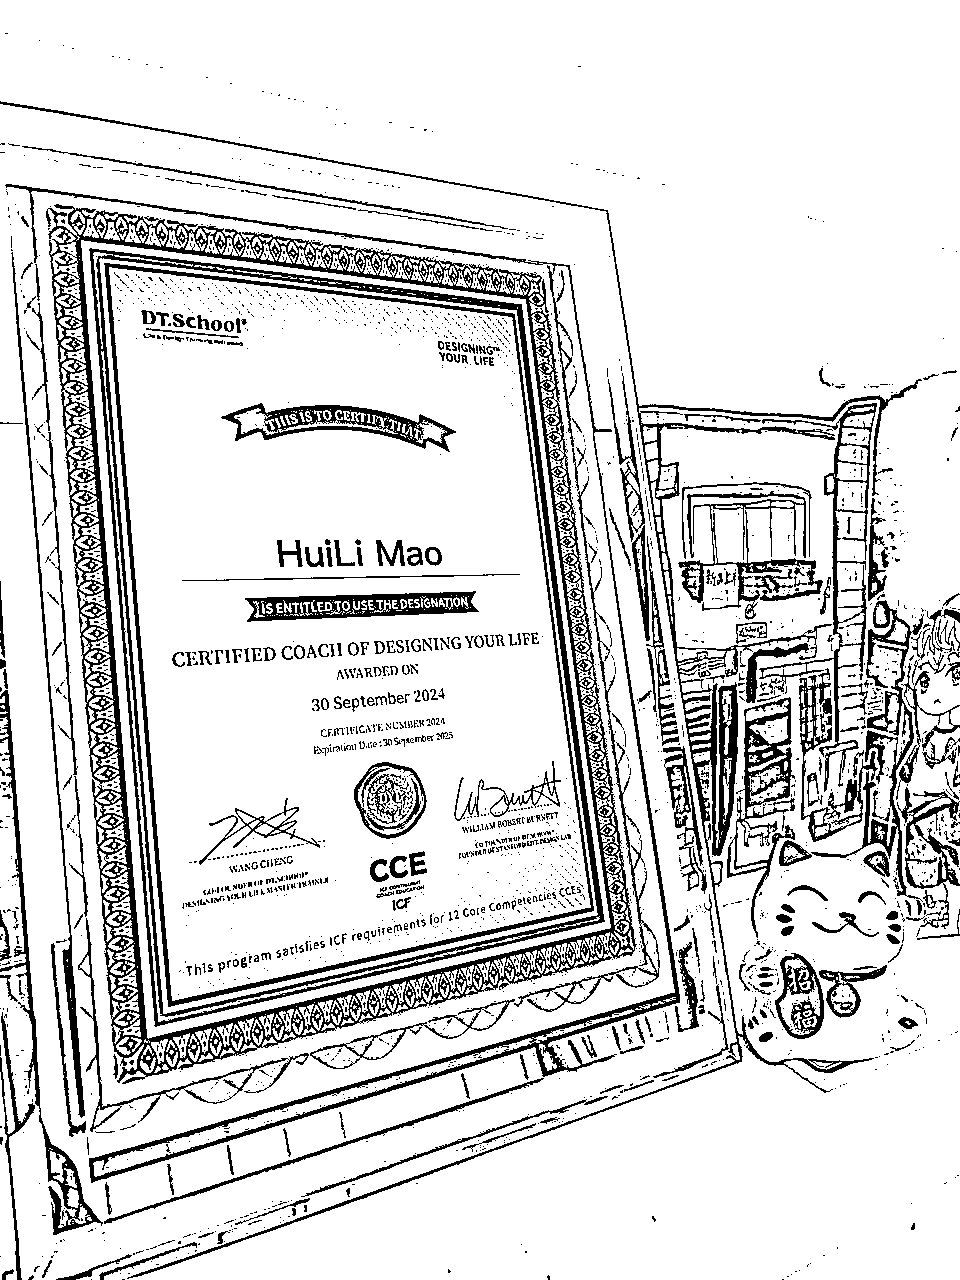 DT.School®
DESIGNING™
YOUR LIFE
THIS IS TO CERTIFY THAT
HuiLi Mao
IS ENTITLED TO USE THE DESIGNATION
CERTIFIED COACH OF DESIGNING YOUR LIFE
AWARDED ON
30 September 2024
CERTIFICATE NUMBER 2024
Expiration Date : 30 September 2025
WANG CHENG
CO-FOUNDER OF DT.SCHOOL®
DESIGNING YOUR LIFE MASTER TRAINER
WILLIAM ROBERT BURNETT
CO-FOUNDER OF
FOUNDER OF STANFORD LIFE DESIGN LAB
CCE
ICF CONTINUING
COACH EDUCATION
ICF
This program satisfies ICF requirements for 12 Core Competencies CCEs
招福